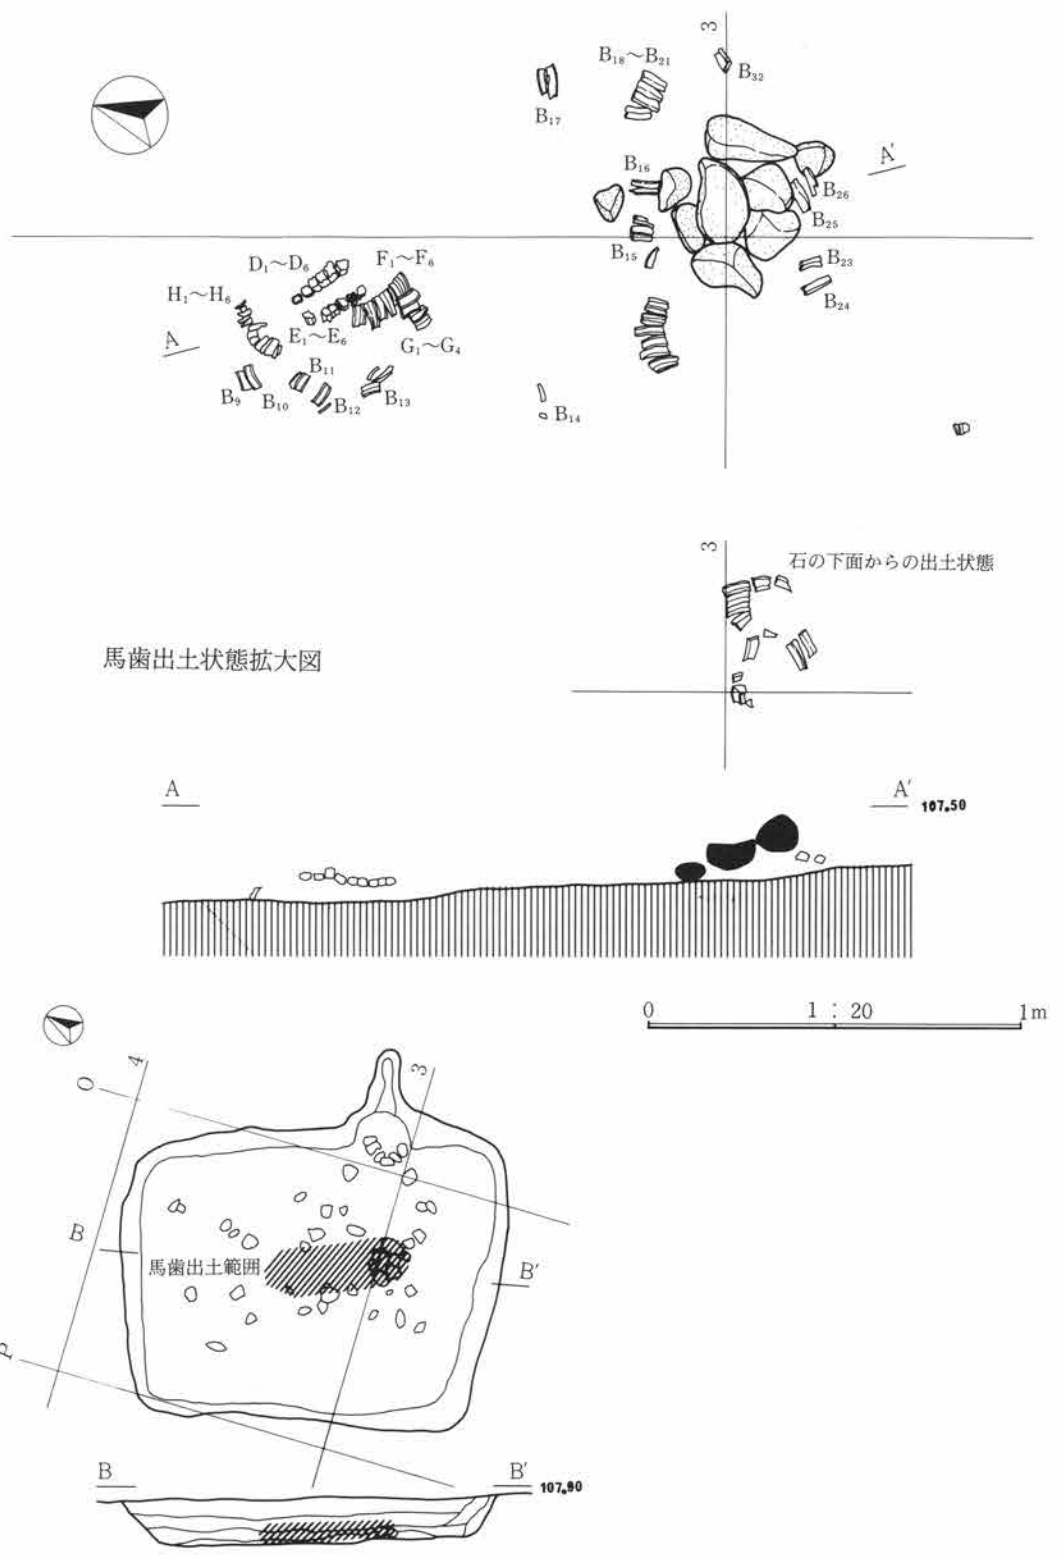 3
B₁₈～B₂₁
B₃₂
B₁₇
A′
B₁₆
B₂₆
B₂₅
B₁₅
B₂₃
B₂₄
D₁～D₆
F₁～F₆
H₁～H₆
E₁～E₆
G₁～G₄
A
B₁₁
B₉
B₁₀
B₁₂
B₁₃
B₁₄
3
石の下面からの出土状態
馬歯出土状態拡大図
A
A′
107.50
0
1：20
1m
4
O
3
B
馬歯出土範囲
B′
P
B
B′
107.90